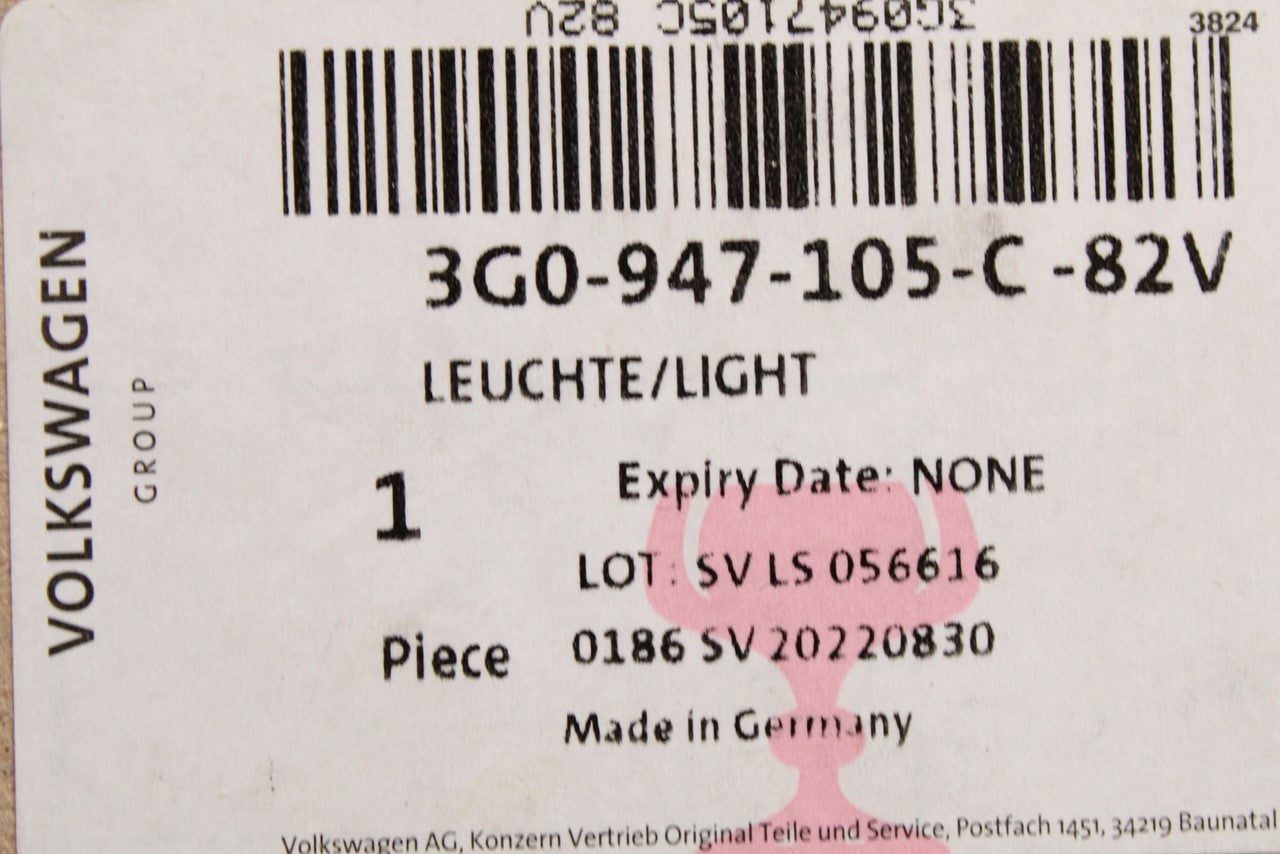 3G0947105C 82V
3824
3G0-947-105-C -82V
LEUCHTE/LIGHT
VOLKSWAGEN
GROUP
1
Expiry Date: NONE
LOT: SV LS 056616
Piece
0186 SV 20220830
Made in Germany
Volkswagen AG, Konzern Vertrieb Original Teile und Service, Postfach 1451, 34219 Baunatal